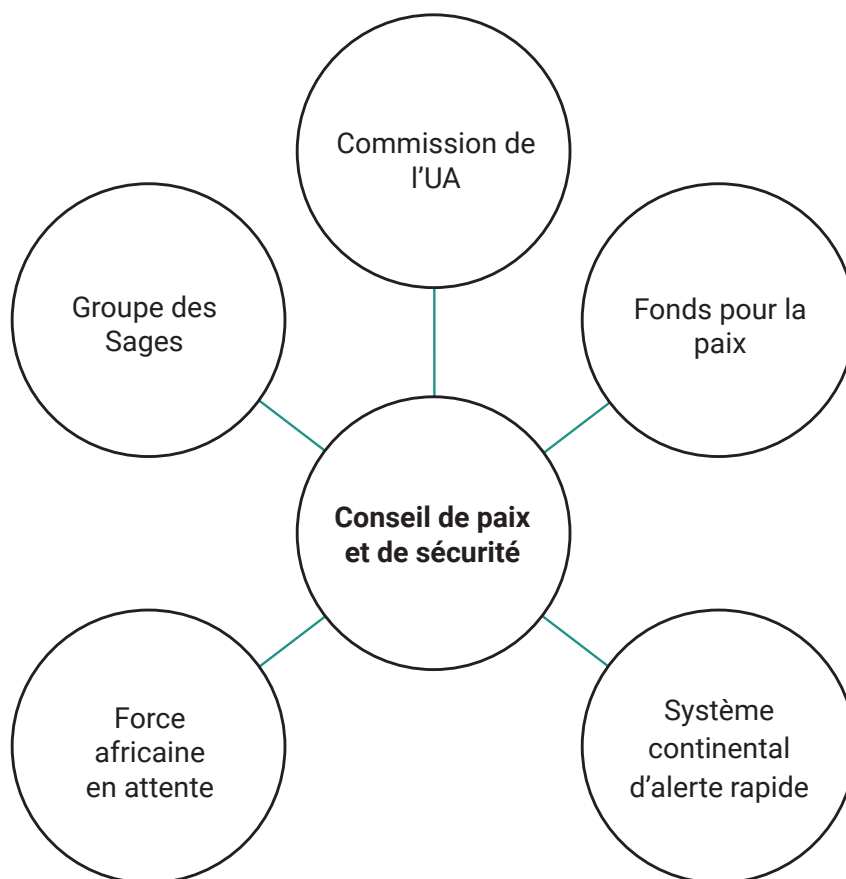 Commission de
l’UA
Groupe des
Sages
Fonds pour la
paix
Conseil de paix
et de sécurité
Force
africaine
en attente
Système
continental
d’alerte rapide